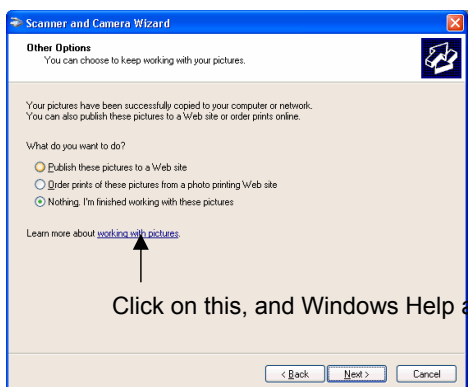 Scanner and Camera Wizard
Other Options
You can choose to keep working with your pictures.
Your pictures have been successfully copied to your computer or network.
You can also publish these pictures to a Web site or order prints online.
What do you want to do?
Publish these pictures to a Web site
Order prints of these pictures from a photo printing Web site
Nothing. I'm finished working with these pictures
Learn more about working with pictures.
Click on this, and Windows Help
< Back Next > Cancel